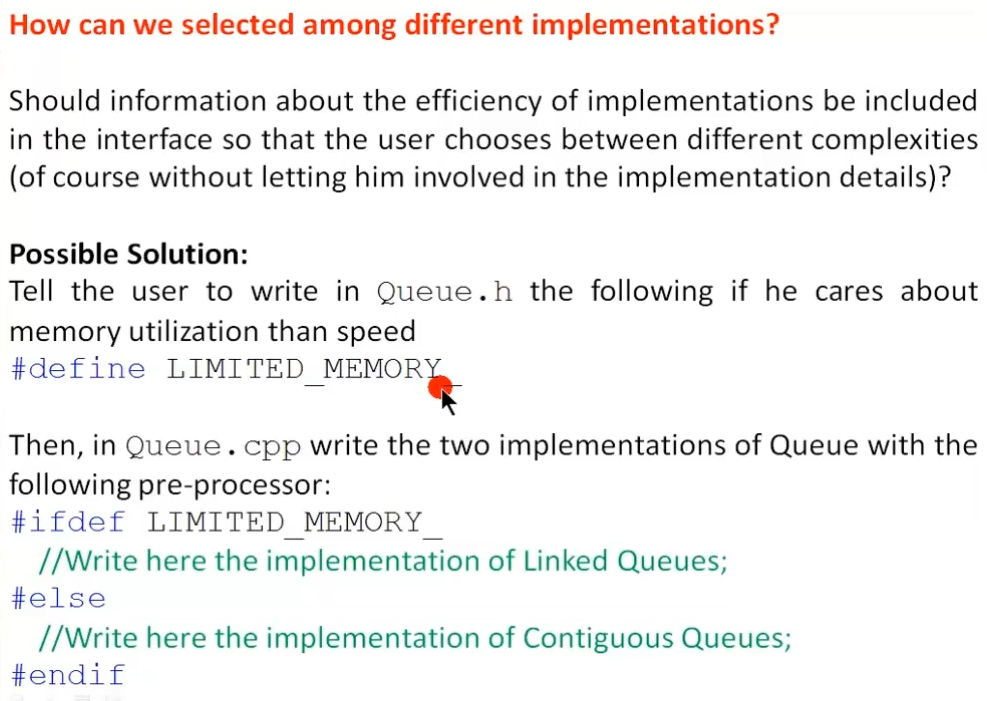 How can we selected among different implementations?
Should information about the efficiency of implementations be included
in the interface so that the user chooses between different complexities
(of course without letting him involved in the implementation details)?
Possible Solution:
Tell the user to write in Queue.h the following if he cares about
memory utilization than speed
#define LIMITED_MEMORY_
Then, in Queue.cpp write the two implementations of Queue with the
following pre-processor:
#ifdef LIMITED_MEMORY_
//Write here the implementation of Linked Queues;
#else
//Write here the implementation of Contiguous Queues;
#endif